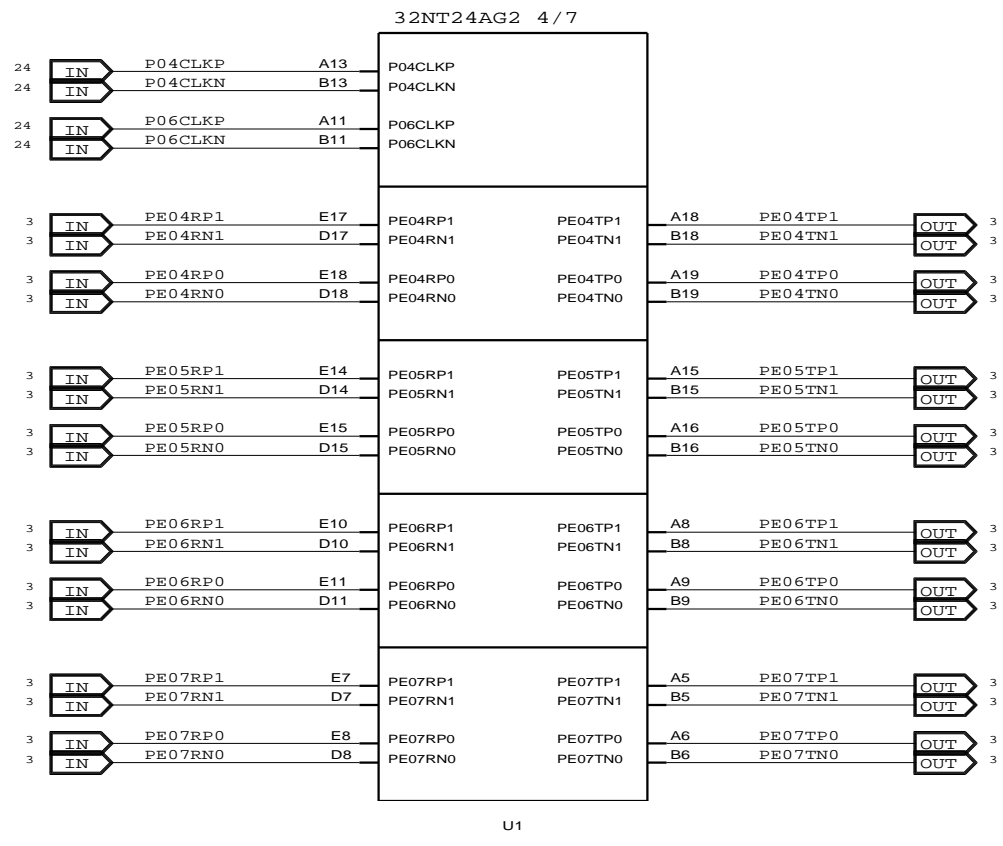 32NT24AG2 4/7
24 IN P04CLKP A13 P04CLKP
24 IN P04CLKN B13 P04CLKN
24 IN P06CLKP A11 P06CLKP
24 IN P06CLKN B11 P06CLKN
3 IN PE04RP1 E17 PE04RP1 PE04TP1 A18 PE04TP1 OUT 3
3 IN PE04RN1 D17 PE04RN1 PE04TN1 B18 PE04TN1 OUT 3
3 IN PE04RP0 E18 PE04RP0 PE04TP0 A19 PE04TP0 OUT 3
3 IN PE04RN0 D18 PE04RN0 PE04TN0 B19 PE04TN0 OUT 3
3 IN PE05RP1 E14 PE05RP1 PE05TP1 A15 PE05TP1 OUT 3
3 IN PE05RN1 D14 PE05RN1 PE05TN1 B15 PE05TN1 OUT 3
3 IN PE05RP0 E15 PE05RP0 PE05TP0 A16 PE05TP0 OUT 3
3 IN PE05RN0 D15 PE05RN0 PE05TN0 B16 PE05TN0 OUT 3
3 IN PE06RP1 E10 PE06RP1 PE06TP1 A8 PE06TP1 OUT 3
3 IN PE06RN1 D10 PE06RN1 PE06TN1 B8 PE06TN1 OUT 3
3 IN PE06RP0 E11 PE06RP0 PE06TP0 A9 PE06TP0 OUT 3
3 IN PE06RN0 D11 PE06RN0 PE06TN0 B9 PE06TN0 OUT 3
3 IN PE07RP1 E7 PE07RP1 PE07TP1 A5 PE07TP1 OUT 3
3 IN PE07RN1 D7 PE07RN1 PE07TN1 B5 PE07TN1 OUT 3
3 IN PE07RP0 E8 PE07RP0 PE07TP0 A6 PE07TP0 OUT 3
3 IN PE07RN0 D8 PE07RN0 PE07TN0 B6 PE07TN0 OUT 3
U1